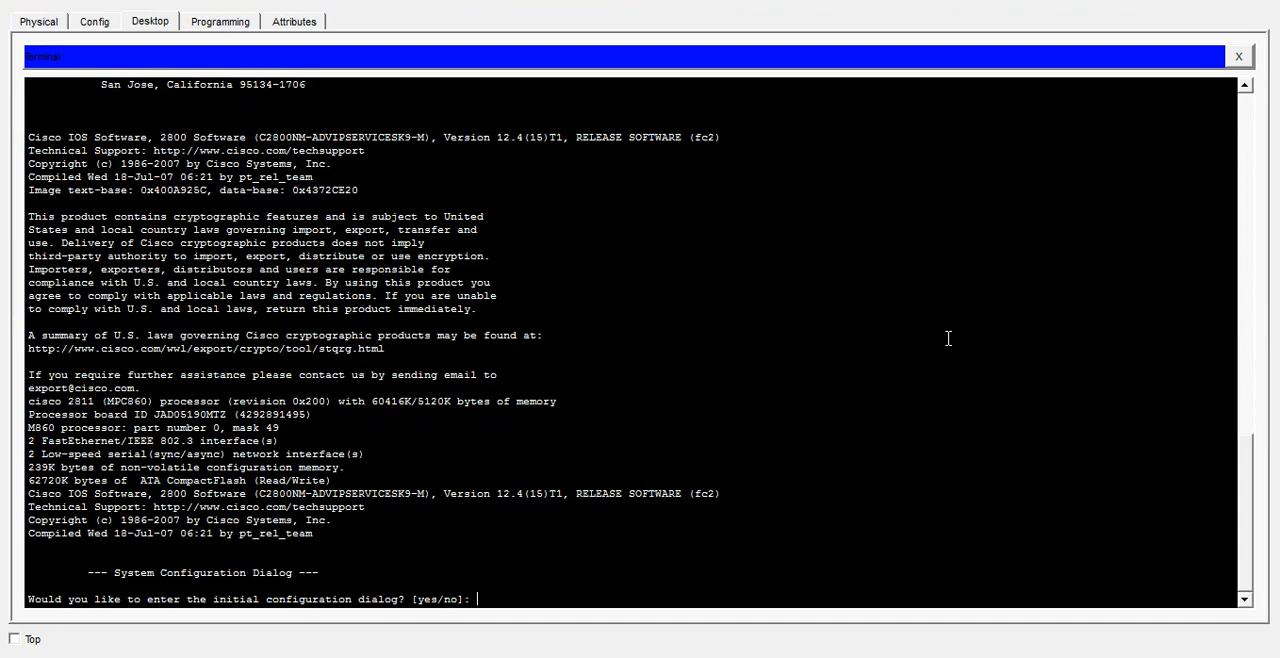 Physical
Config
Desktop
Programming
Attributes
Terminal
X
San Jose, California 95134-1706
Cisco IOS Software, 2800 Software (C2800NM-ADVIPSERVICESK9-M), Version 12.4(15)T1, RELEASE SOFTWARE (fc2)
Technical Support: http://www.cisco.com/techsupport
Copyright (c) 1986-2007 by Cisco Systems, Inc.
Compiled Wed 18-Jul-07 06:21 by pt_rel_team
Image text-base: 0x400A925C, data-base: 0x4372CE20
This product contains cryptographic features and is subject to United
States and local country laws governing import, export, transfer and
use. Delivery of Cisco cryptographic products does not imply
third-party authority to import, export, distribute or use encryption.
Importers, exporters, distributors and users are responsible for
compliance with U.S. and local country laws. By using this product you
agree to comply with applicable laws and regulations. If you are unable
to comply with U.S. and local laws, return this product immediately.
A summary of U.S. laws governing Cisco cryptographic products may be found at:
http://www.cisco.com/wwl/export/crypto/tool/stqrg.html
If you require further assistance please contact us by sending email to
export@cisco.com.
cisco 2811 (MPC860) processor (revision 0x200) with 60416K/5120K bytes of memory
Processor board ID JAD05190MTZ (4292891495)
M860 processor: part number 0, mask 49
2 FastEthernet/IEEE 802.3 interface(s)
2 Low-speed serial(sync/async) network interface(s)
239K bytes of non-volatile configuration memory.
62720K bytes of  ATA CompactFlash (Read/Write)
Cisco IOS Software, 2800 Software (C2800NM-ADVIPSERVICESK9-M), Version 12.4(15)T1, RELEASE SOFTWARE (fc2)
Technical Support: http://www.cisco.com/techsupport
Copyright (c) 1986-2007 by Cisco Systems, Inc.
Compiled Wed 18-Jul-07 06:21 by pt_rel_team
--- System Configuration Dialog ---
Would you like to enter the initial configuration dialog? [yes/no]:
Top